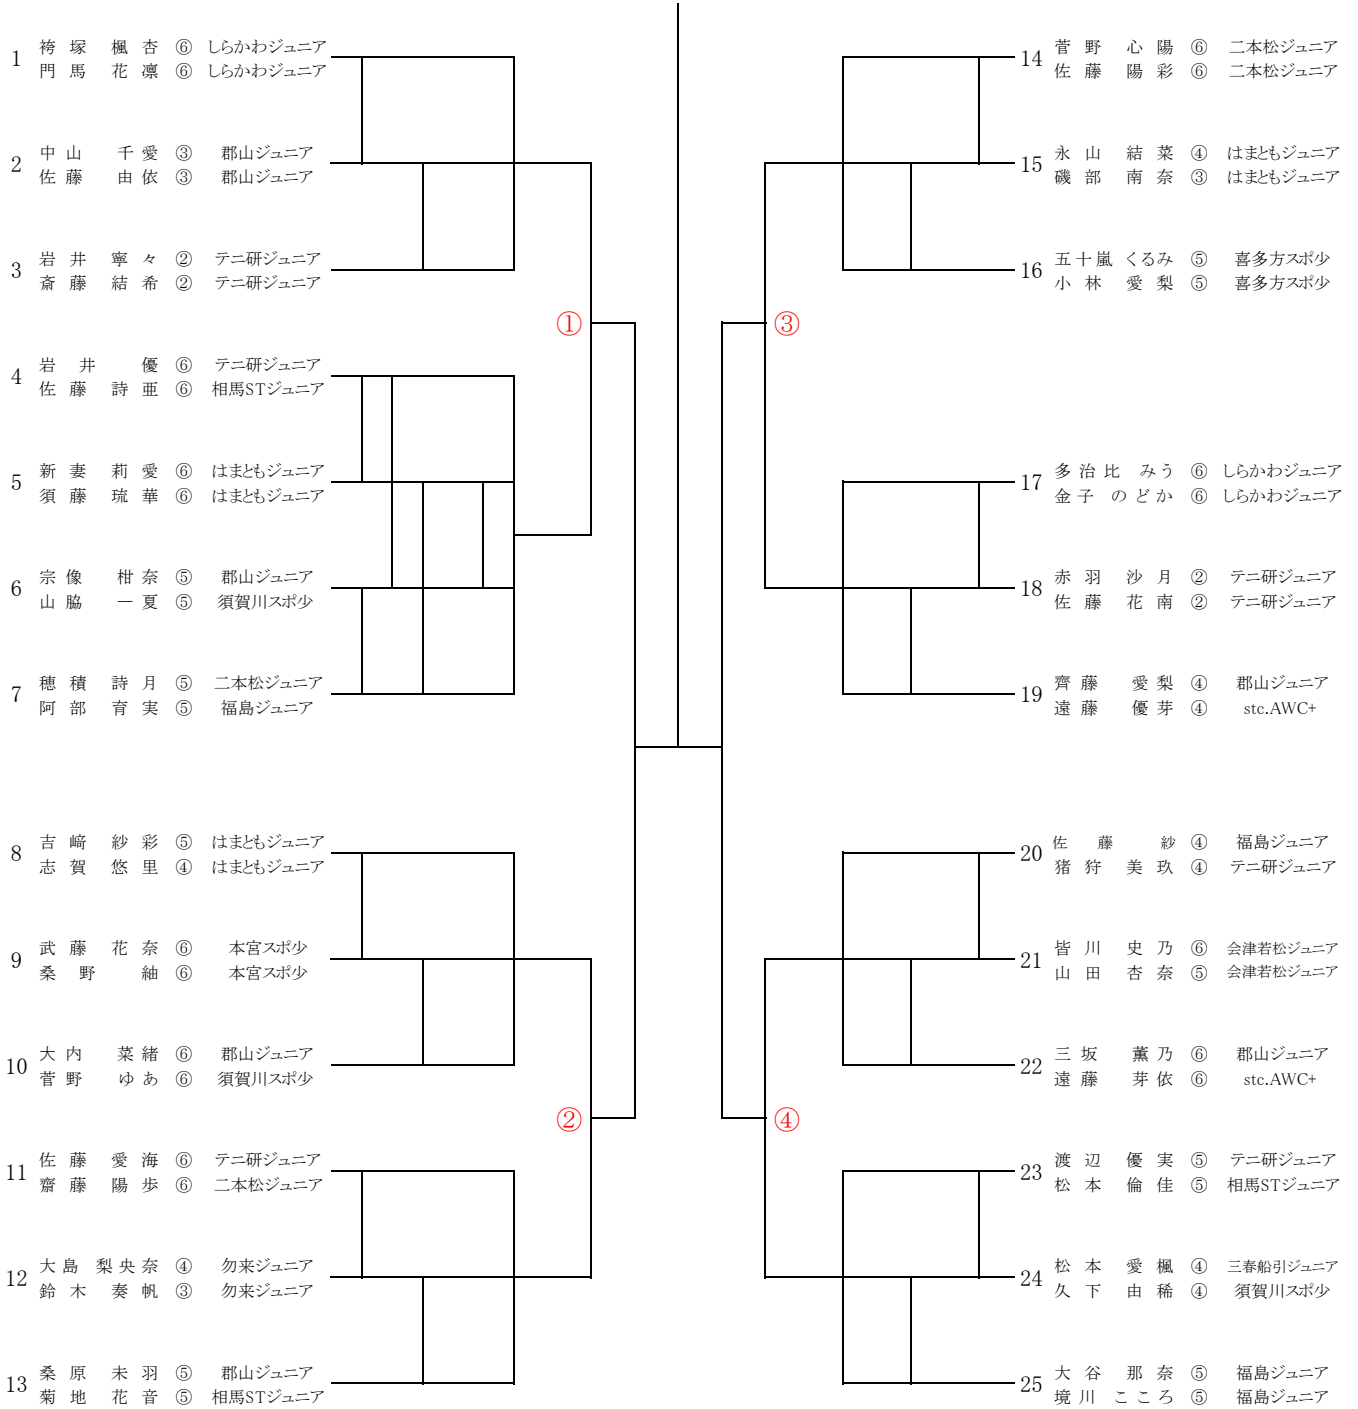 1 袴塚 楓杏 ⑥ しらかわジュニア
門馬 花凛 ⑥ しらかわジュニア
2 中山 千愛 ③ 郡山ジュニア
佐藤 由依 ③ 郡山ジュニア
3 岩井 寧々 ② テニ研ジュニア
斎藤 結希 ② テニ研ジュニア
①
4 岩井 優 ⑥ テニ研ジュニア
佐藤 詩亜 ⑥ 相馬STジュニア
5 新妻 莉愛 ⑥ はまともジュニア
須藤 琉華 ⑥ はまともジュニア
6 宗像 柑奈 ⑤ 郡山ジュニア
山脇 一夏 ⑤ 須賀川スポ少
7 穂積 詩月 ⑤ 二本松ジュニア
阿部 育実 ⑤ 福島ジュニア
8 吉﨑 紗彩 ⑤ はまともジュニア
志賀 悠里 ④ はまともジュニア
9 武藤 花奈 ⑥ 本宮スポ少
桑野 紬 ⑥ 本宮スポ少
10 大内 菜緒 ⑥ 郡山ジュニア
菅野 ゆあ ⑥ 須賀川スポ少
②
11 佐藤 愛海 ⑥ テニ研ジュニア
齋藤 陽歩 ⑥ 二本松ジュニア
12 大島 梨央奈 ④ 勿来ジュニア
鈴木 奏帆 ③ 勿来ジュニア
13 桑原 未羽 ⑤ 郡山ジュニア
菊地 花音 ⑤ 相馬STジュニア
14 菅野 心陽 ⑥ 二本松ジュニア
佐藤 陽彩 ⑥ 二本松ジュニア
15 永山 結菜 ④ はまともジュニア
磯部 南奈 ③ はまともジュニア
16 五十嵐 くるみ ⑤ 喜多方スポ少
小林 愛梨 ⑤ 喜多方スポ少
③
17 多治比 みう ⑥ しらかわジュニア
金子 のどか ⑥ しらかわジュニア
18 赤羽 沙月 ② テニ研ジュニア
佐藤 花南 ② テニ研ジュニア
19 齊藤 愛梨 ④ 郡山ジュニア
遠藤 優芽 ④ stc.AWC+
20 佐藤 紗 ④ 福島ジュニア
猪狩 美玖 ④ テニ研ジュニア
21 皆川 史乃 ⑥ 会津若松ジュニア
山田 杏奈 ⑤ 会津若松ジュニア
22 三坂 薫乃 ⑥ 郡山ジュニア
遠藤 芽依 ⑥ stc.AWC+
④
23 渡辺 優実 ⑤ テニ研ジュニア
松本 倫佳 ⑤ 相馬STジュニア
24 松本 愛楓 ④ 三春船引ジュニア
久下 由稀 ④ 須賀川スポ少
25 大谷 那奈 ⑤ 福島ジュニア
境川 こころ ⑤ 福島ジュニア